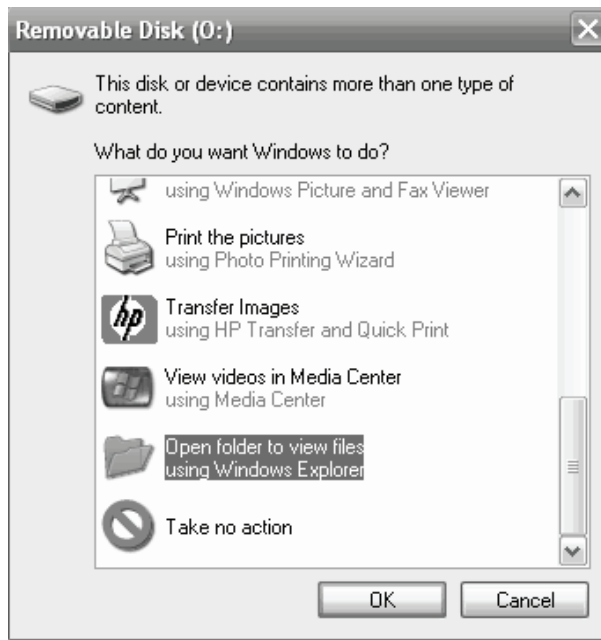 Removable Disk (O:)
This disk or device contains more than one type of
content.
What do you want Windows to do?
using Windows Picture and Fax Viewer
Print the pictures
using Photo Printing Wizard
hp
Transfer Images
using HP Transfer and Quick Print
View videos in Media Center
using Media Center
Open folder to view files
using Windows Explorer
Take no action
OK
Cancel